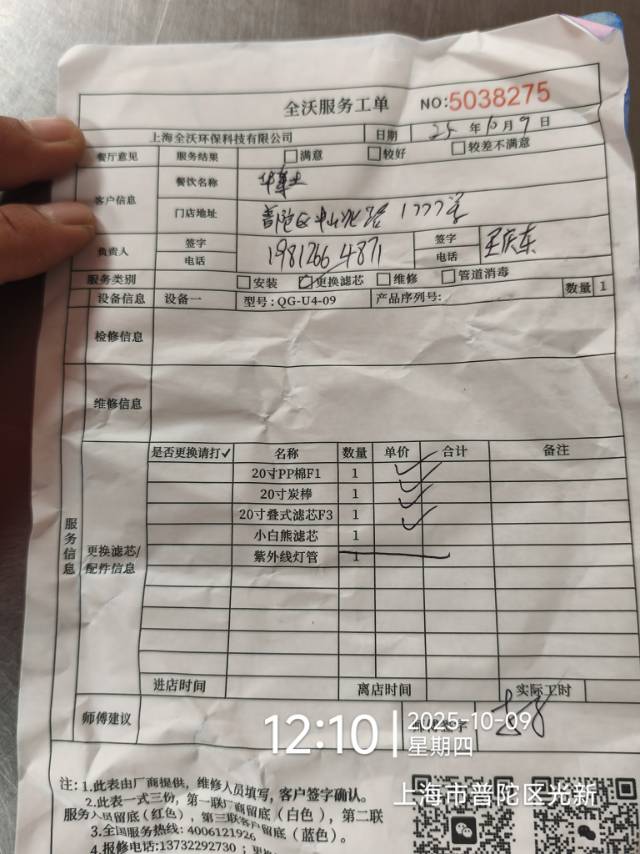 全沃服务工单 NO:5038275
上海全沃环保科技有限公司 日期 25 年 10 月 9 日
餐厅意见 服务结果 满意 较好 较差不满意
客户信息 餐饮名称 华莱士
门店地址 普陀区中山北路 1777号
负责人 签字 电话 19812664871 签字 电话 王庆东
服务类别 安装 更换滤芯 维修 管道消毒
设备信息 设备一 型号: QG-U4-09 产品序列号: 数量 1
检修信息
维修信息
服务信息
更换滤芯/配件信息
是否更换请打✓ 名称 数量 单价 合计 备注
20寸PP棉F1 1
20寸炭棒 1
20寸叠式滤芯F3 1
小白熊滤芯 1
紫外线灯管 1
进店时间 离店时间 实际工时
师傅建议
12:10 2025-10-09
星期四
上海市普陀区光新
注: 1.此表由厂商提供，维修人员填写，客户签字确认。
2.此表一式三份，第一联厂商留底（白色），第二联
服务人员留底（红色），第三联客户留底（蓝色）。
3.全国服务热线: 4006121926
4.报修电话:13732292730